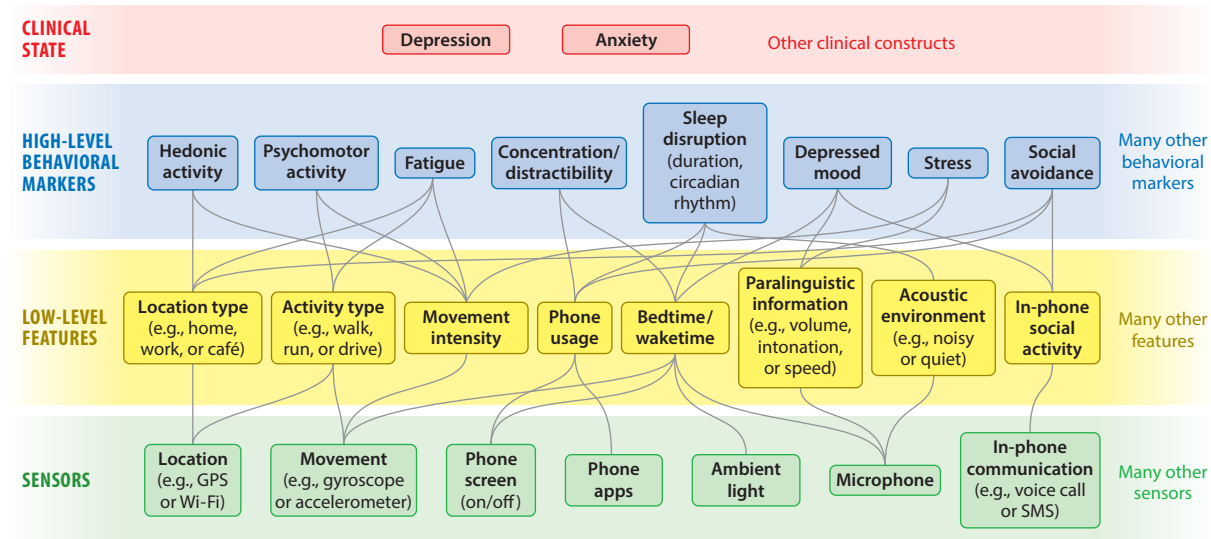 CLINICAL
STATE
Depression
Anxiety
Other clinical constructs
HIGH-LEVEL
BEHAVIORAL
MARKERS
Hedonic
activity
Psychomotor
activity
Fatigue
Concentration/
distractibility
Sleep
disruption
(duration,
circadian
rhythm)
Depressed
mood
Stress
Social
avoidance
Many other
behavioral
markers
LOW-LEVEL
FEATURES
Location type
(e.g., home,
work, or café)
Activity type
(e.g., walk,
run, or drive)
Movement
intensity
Phone
usage
Bedtime/
waketime
Paralinguistic
information
(e.g., volume,
intonation,
or speed)
Acoustic
environment
(e.g., noisy
or quiet)
In-phone
social
activity
Many other
features
SENSORS
Location
(e.g., GPS
or Wi-Fi)
Movement
(e.g., gyroscope
or accelerometer)
Phone
screen
(on/off)
Phone
apps
Ambient
light
Microphone
In-phone
communication
(e.g., voice call
or SMS)
Many other
sensors